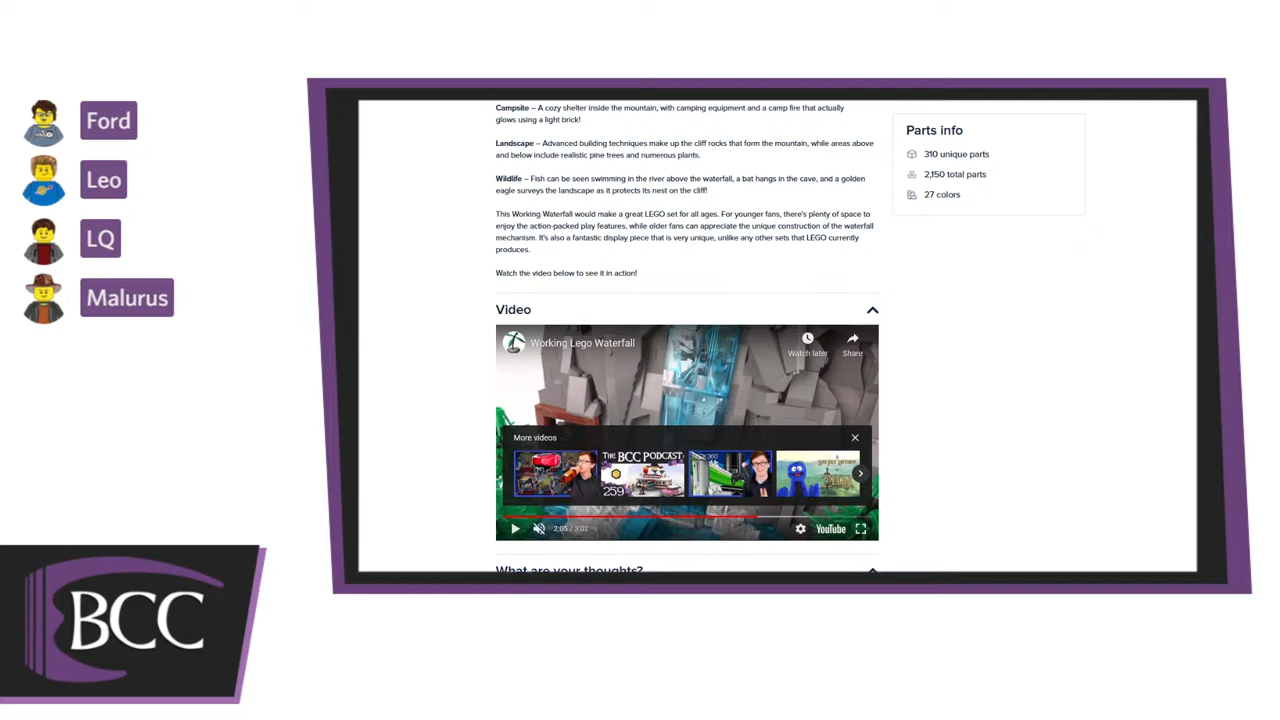 Ford
Leo
LQ
Malurus
BCC
Campsite – A cozy shelter inside the mountain, with camping equipment and a camp fire that actually
glows using a light brick!
Landscape – Advanced building techniques make up the cliff rocks that form the mountain, while areas above
and below include realistic pine trees and numerous plants.
Wildlife – Fish can be seen swimming in the river above the waterfall, a bat hangs in the cave, and a golden
eagle surveys the landscape as it protects its nest on the cliff!
This Working Waterfall would make a great LEGO set for all ages. For younger fans, there's plenty of space to
enjoy the action-packed play features, while older fans can appreciate the unique construction of the waterfall
mechanism. It's also a fantastic display piece that is very unique, unlike any other sets that LEGO currently
produces.
Watch the video below to see it in action!
Video
Working Lego Waterfall
Watch later
Share
More videos
THE BCC PODCAST
259
XBOX 360
2:05 / 3:02
YouTube
What are your thoughts?
Parts info
310 unique parts
2,150 total parts
27 colors